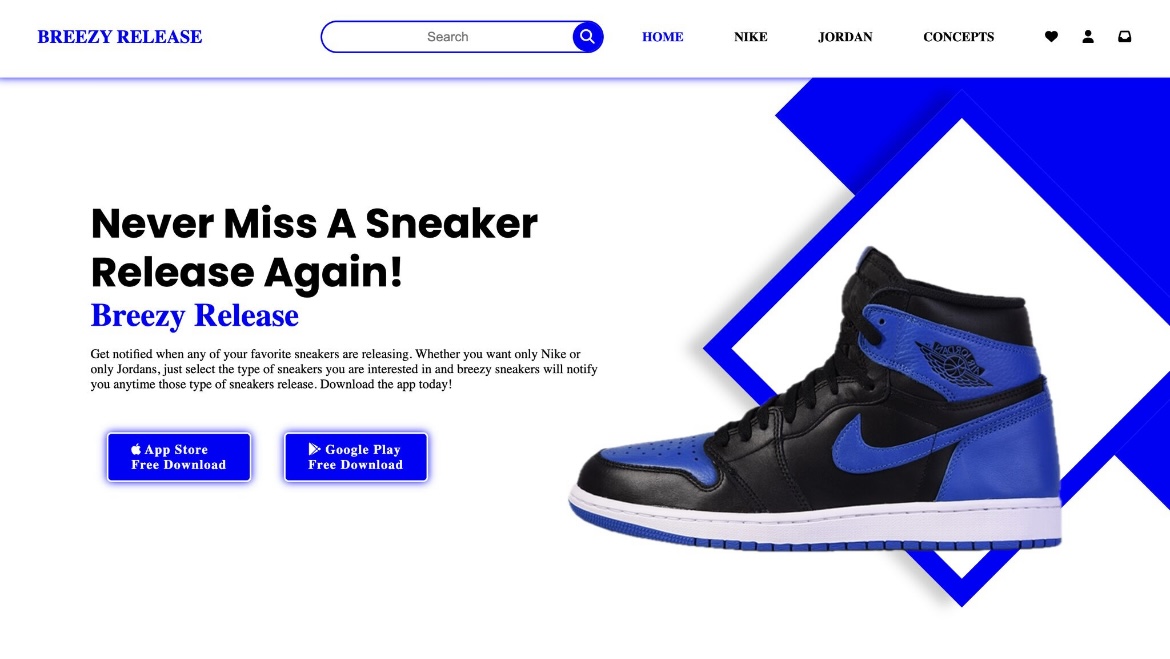 BREEZY RELEASE
Search
HOME
NIKE
JORDAN
CONCEPTS
Never Miss A Sneaker
Release Again!
Breezy Release
Get notified when any of your favorite sneakers are releasing. Whether you want only Nike or
only Jordans, just select the type of sneakers you are interested in and breezy sneakers will notify
you anytime those type of sneakers release. Download the app today!
App Store
Free Download
Google Play
Free Download